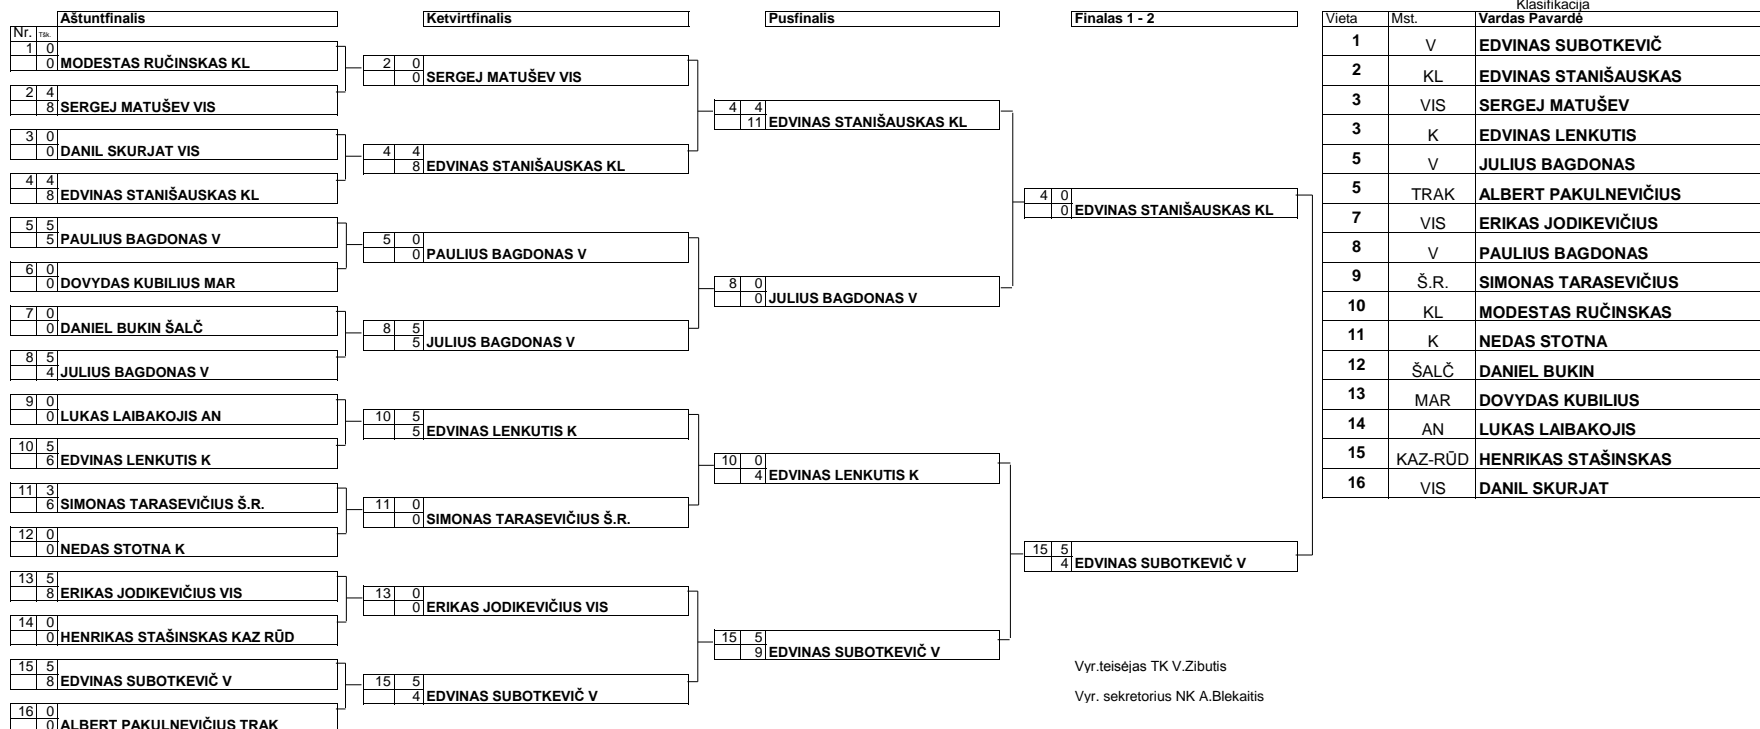 Klasifikacija
Aštuntfinalis Ketvirtfinalis Pusfinalis Finalas 1 - 2 Vieta Mst. Vardas Pavardė
Nr. Tšk.
1 0
0 MODESTAS RUČINSKAS KL
2 4
8 SERGEJ MATUŠEV VIS
3 0
0 DANIL SKURJAT VIS
4 4
8 EDVINAS STANIŠAUSKAS KL
5 5
5 PAULIUS BAGDONAS V
6 0
0 DOVYDAS KUBILIUS MAR
7 0
0 DANIEL BUKIN ŠALČ
8 5
4 JULIUS BAGDONAS V
9 0
0 LUKAS LAIBAKOJIS AN
10 5
6 EDVINAS LENKUTIS K
11 3
6 SIMONAS TARASEVIČIUS Š.R.
12 0
0 NEDAS STOTNA K
13 5
8 ERIKAS JODIKEVIČIUS VIS
14 0
0 HENRIKAS STAŠINSKAS KAZ RŪD
15 5
8 EDVINAS SUBOTKEVIČ V
16 0
0 ALBERT PAKULNEVIČIUS TRAK
2 0
0 SERGEJ MATUŠEV VIS
4 4
8 EDVINAS STANIŠAUSKAS KL
5 0
0 PAULIUS BAGDONAS V
8 5
5 JULIUS BAGDONAS V
10 5
5 EDVINAS LENKUTIS K
11 0
0 SIMONAS TARASEVIČIUS Š.R.
13 0
0 ERIKAS JODIKEVIČIUS VIS
15 5
4 EDVINAS SUBOTKEVIČ V
4 4
11 EDVINAS STANIŠAUSKAS KL
8 0
0 JULIUS BAGDONAS V
10 0
4 EDVINAS LENKUTIS K
15 5
9 EDVINAS SUBOTKEVIČ V
4 0
0 EDVINAS STANIŠAUSKAS KL
15 5
4 EDVINAS SUBOTKEVIČ V
Vyr.teisėjas TK V.Zibutis
Vyr. sekretorius NK A.Blekaitis
1 V EDVINAS SUBOTKEVIČ
2 KL EDVINAS STANIŠAUSKAS
3 VIS SERGEJ MATUŠEV
3 K EDVINAS LENKUTIS
5 V JULIUS BAGDONAS
5 TRAK ALBERT PAKULNEVIČIUS
7 VIS ERIKAS JODIKEVIČIUS
8 V PAULIUS BAGDONAS
9 Š.R. SIMONAS TARASEVIČIUS
10 KL MODESTAS RUČINSKAS
11 K NEDAS STOTNA
12 ŠALČ DANIEL BUKIN
13 MAR DOVYDAS KUBILIUS
14 AN LUKAS LAIBAKOJIS
15 KAZ-RŪD HENRIKAS STAŠINSKAS
16 VIS DANIL SKURJAT